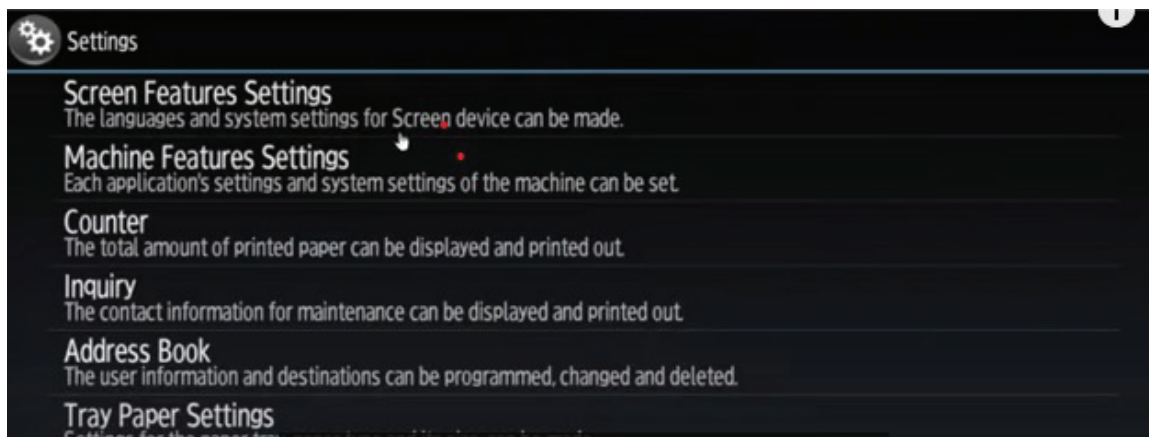 Settings
Screen Features Settings
The languages and system settings for Screen device can be made.
Machine Features Settings
Each application's settings and system settings of the machine can be set.
Counter
The total amount of printed paper can be displayed and printed out.
Inquiry
The contact information for maintenance can be displayed and printed out.
Address Book
The user information and destinations can be programmed, changed and deleted.
Tray Paper Settings